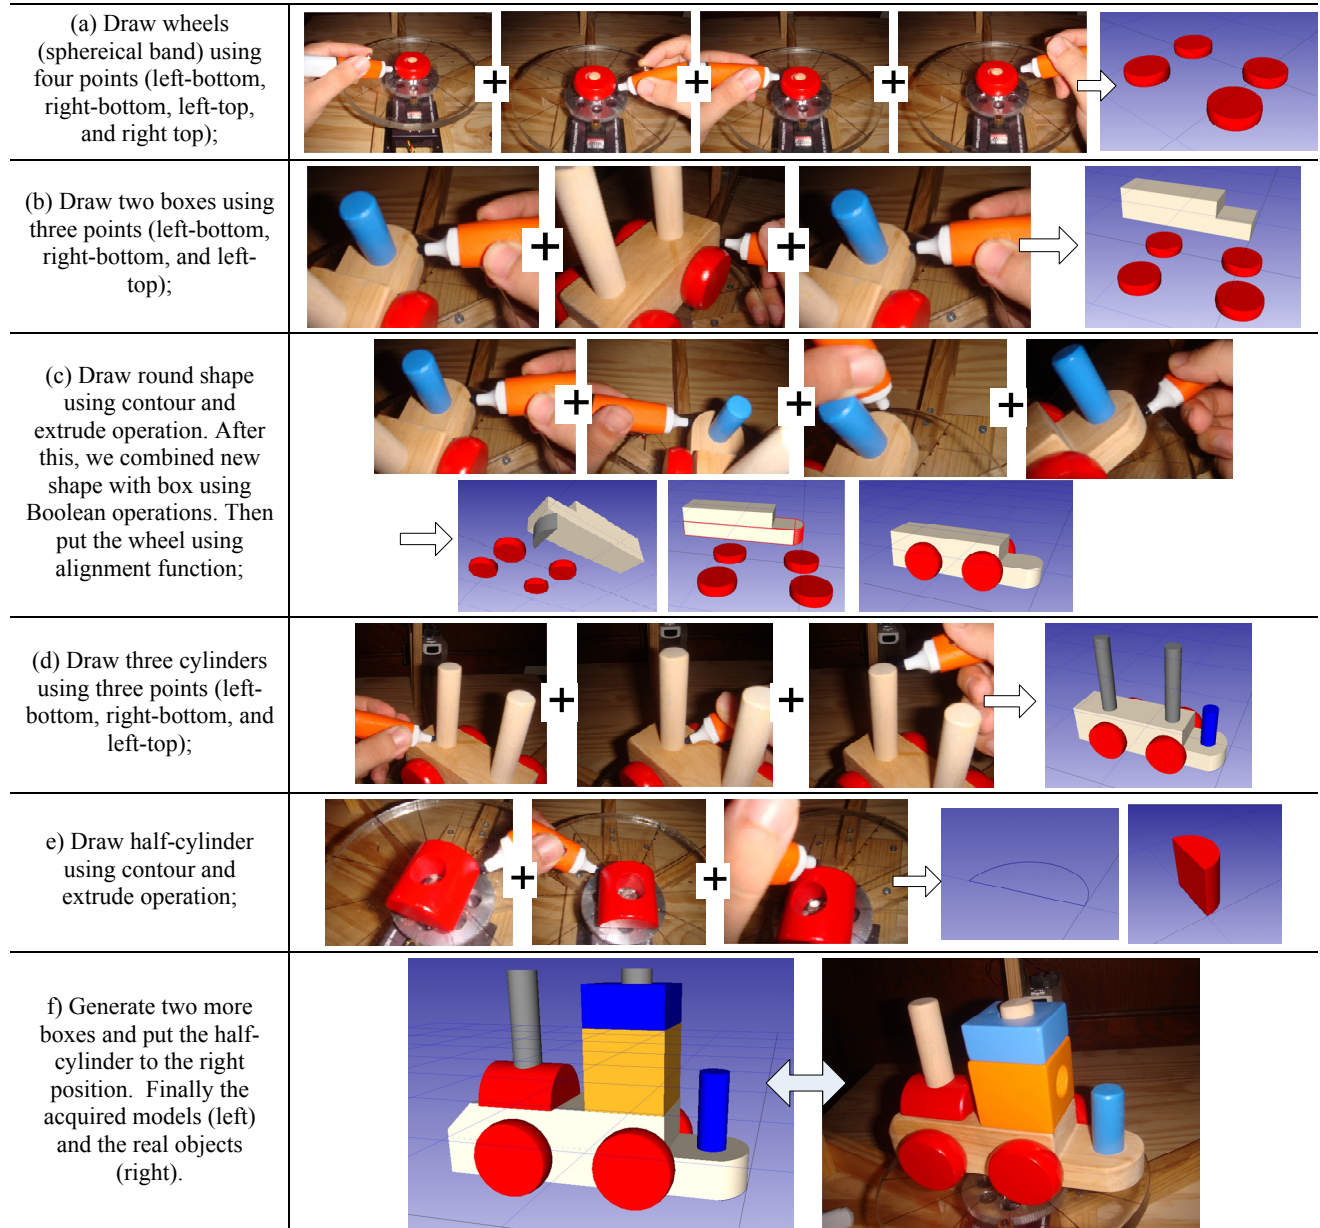 (a) Draw wheels
(sphereical band) using
four points (left-bottom,
right-bottom, left-top,
and right top);
(b) Draw two boxes using
three points (left-bottom,
right-bottom, and left-
top);
(c) Draw round shape
using contour and
extrude operation. After
this, we combined new
shape with box using
Boolean operations. Then
put the wheel using
alignment function;
(d) Draw three cylinders
using three points (left-
bottom, right-bottom, and
left-top);
e) Draw half-cylinder
using contour and
extrude operation;
f) Generate two more
boxes and put the half-
cylinder to the right
position.  Finally the
acquired models (left)
and the real objects
(right).